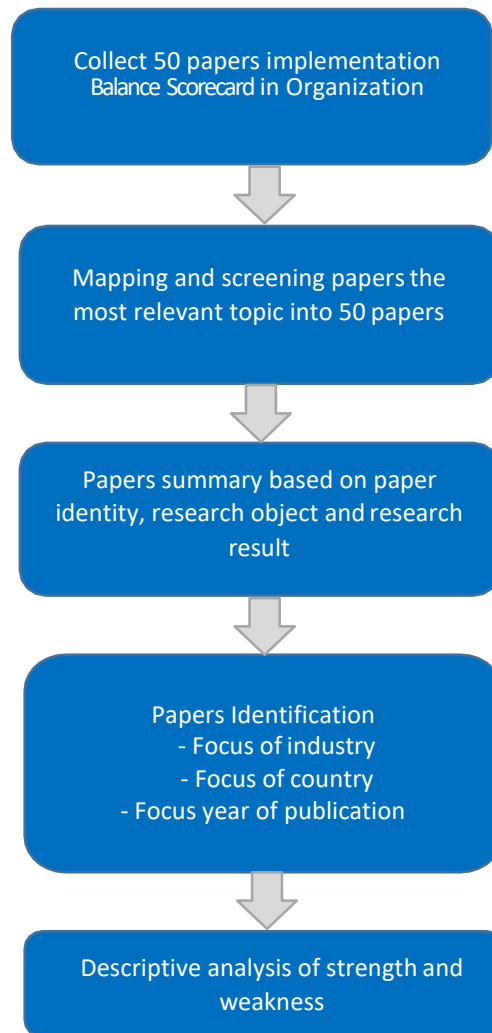 Collect 50 papers implementation
Balance Scorecard in Organization
Mapping and screening papers the
most relevant topic into 50 papers
Papers summary based on paper
identity, research object and research
result
Papers Identification
- Focus of industry
- Focus of country
- Focus year of publication
Descriptive analysis of strength and
weakness